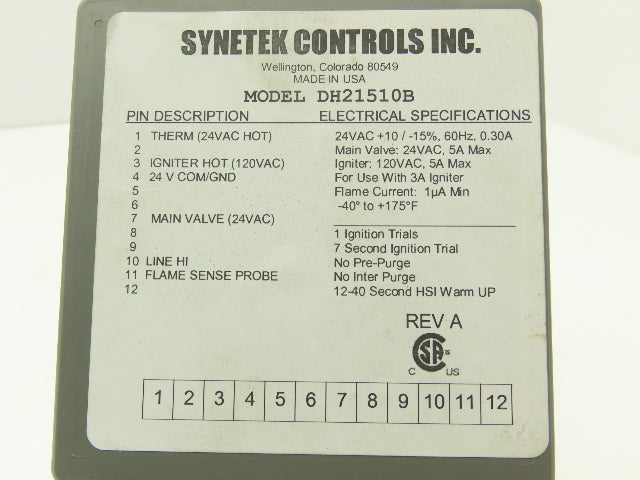 SYNETEK CONTROLS INC.
Wellington, Colorado 80549
MADE IN USA
MODEL DH21510B
PIN DESCRIPTION
1 THERM (24VAC HOT)
2
3 IGNITER HOT (120VAC)
4 24 V COM/GND
5
6
7 MAIN VALVE (24VAC)
8
9
10 LINE HI
11 FLAME SENSE PROBE
12
ELECTRICAL SPECIFICATIONS
24VAC +10 / -15%, 60Hz, 0.30A
Main Valve: 24VAC, 5A Max
Igniter: 120VAC, 5A Max
For Use With 3A Igniter
Flame Current: 1µA Min
-40° to +175°F
1 Ignition Trials
7 Second Ignition Trial
No Pre-Purge
No Inter Purge
12-40 Second HSI Warm UP
REV A
CSA
C US
1 2 3 4 5 6 7 8 9 10 11 12